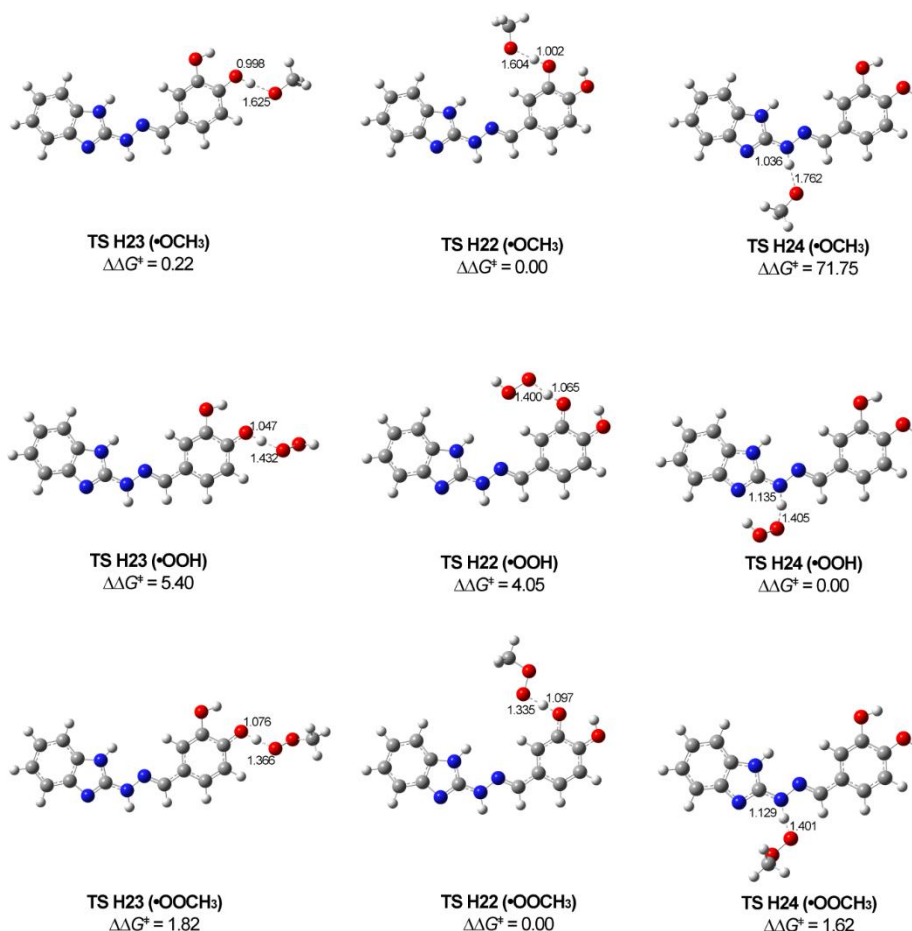 0.998
1.625
TS H23 (•OCH₃)
ΔΔG‡ = 0.22
1.002
1.604
TS H22 (•OCH₃)
ΔΔG‡ = 0.00
1.036
1.762
TS H24 (•OCH₃)
ΔΔG‡ = 71.75
1.047
1.432
TS H23 (•OOH)
ΔΔG‡ = 5.40
1.065
1.400
TS H22 (•OOH)
ΔΔG‡ = 4.05
1.135
1.405
TS H24 (•OOH)
ΔΔG‡ = 0.00
1.076
1.366
TS H23 (•OOCH₃)
ΔΔG‡ = 1.82
1.097
1.335
TS H22 (•OOCH₃)
ΔΔG‡ = 0.00
1.129
1.401
TS H24 (•OOCH₃)
ΔΔG‡ = 1.62